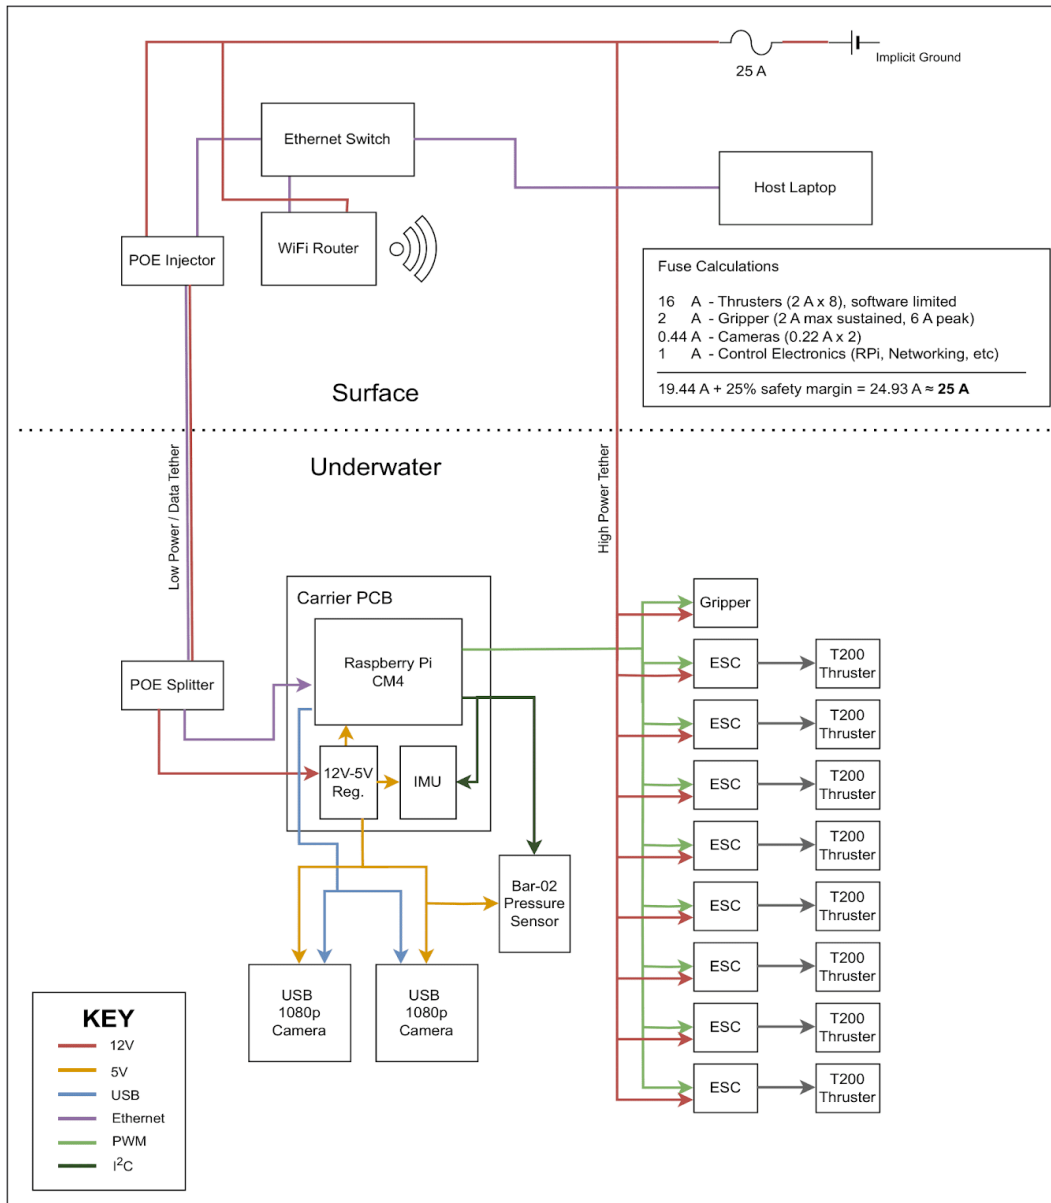 25 A
Implicit Ground
Ethernet Switch
Host Laptop
WiFi Router
POE Injector
Fuse Calculations
16 A - Thrusters (2 A x 8), software limited
2 A - Gripper (2 A max sustained, 6 A peak)
0.44 A - Cameras (0.22 A x 2)
1 A - Control Electronics (RPi, Networking, etc)
19.44 A + 25% safety margin = 24.93 A ≈ 25 A
Surface
Underwater
Low Power / Data Tether
High Power Tether
Carrier PCB
Raspberry Pi
CM4
POE Splitter
12V-5V
Reg.
IMU
Bar-02
Pressure
Sensor
USB
1080p
Camera
USB
1080p
Camera
Gripper
ESC
T200
Thruster
ESC
T200
Thruster
ESC
T200
Thruster
ESC
T200
Thruster
ESC
T200
Thruster
ESC
T200
Thruster
ESC
T200
Thruster
ESC
T200
Thruster
KEY
12V
5V
USB
Ethernet
PWM
I²C